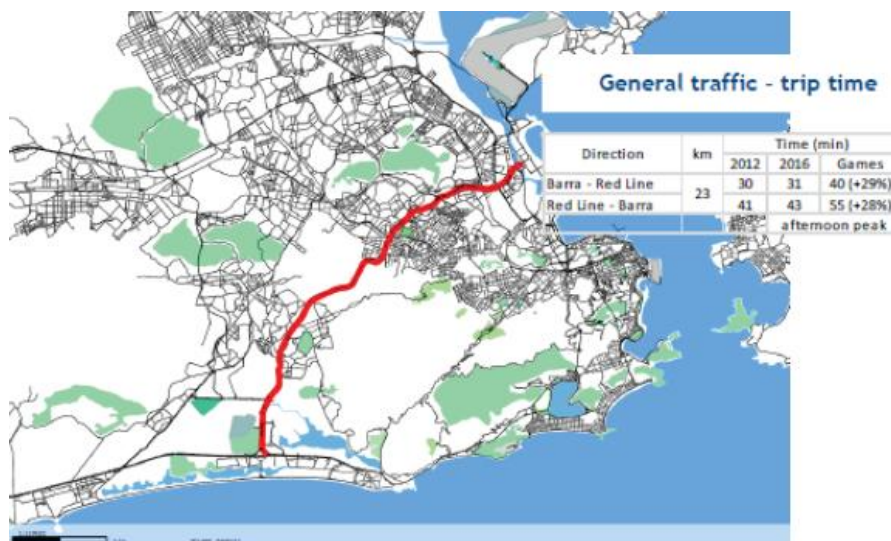 General traffic - trip time
Direction km Time (min)
2012 2016 Games
Barra - Red Line 23 30 31 40 (+29%)
Red Line - Barra 41 43 55 (+28%)
afternoon peak